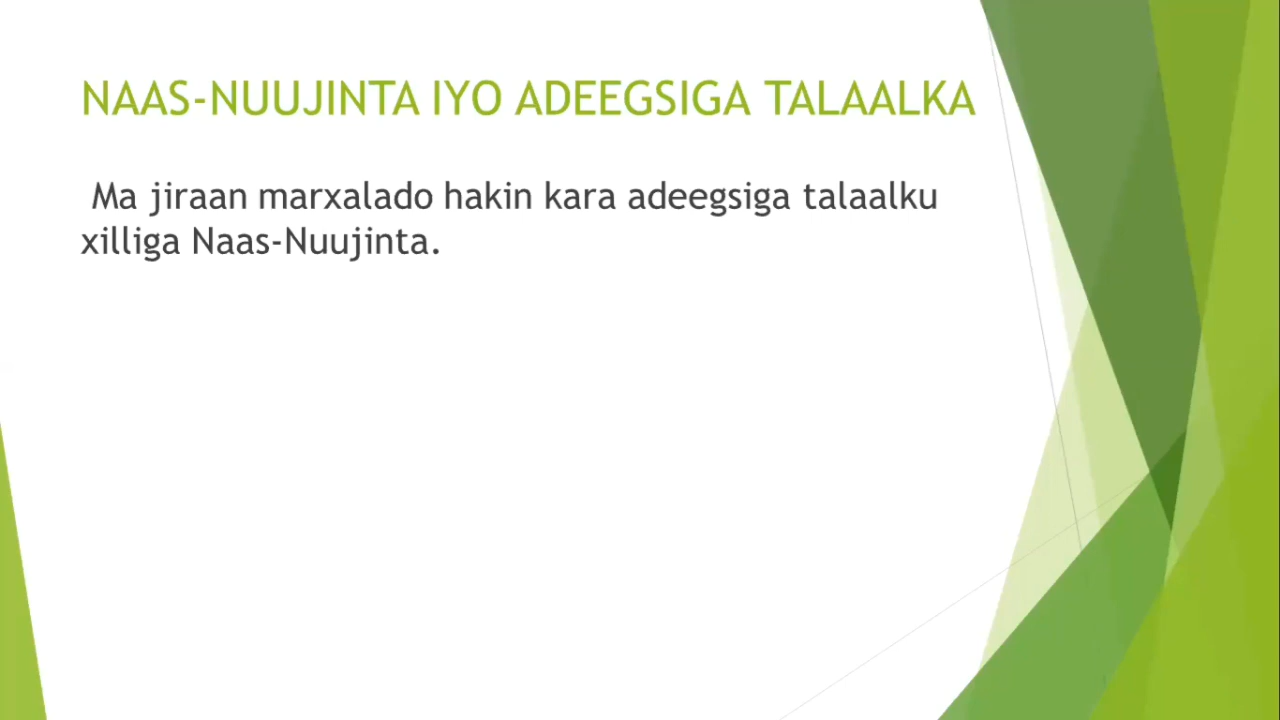 NAAS-NUUJINTA IYO ADEEGSIGA TALAALKA
Ma jiraan marxalado hakin kara adeegsiga talaalku
xilliga Naas-Nuujinta.